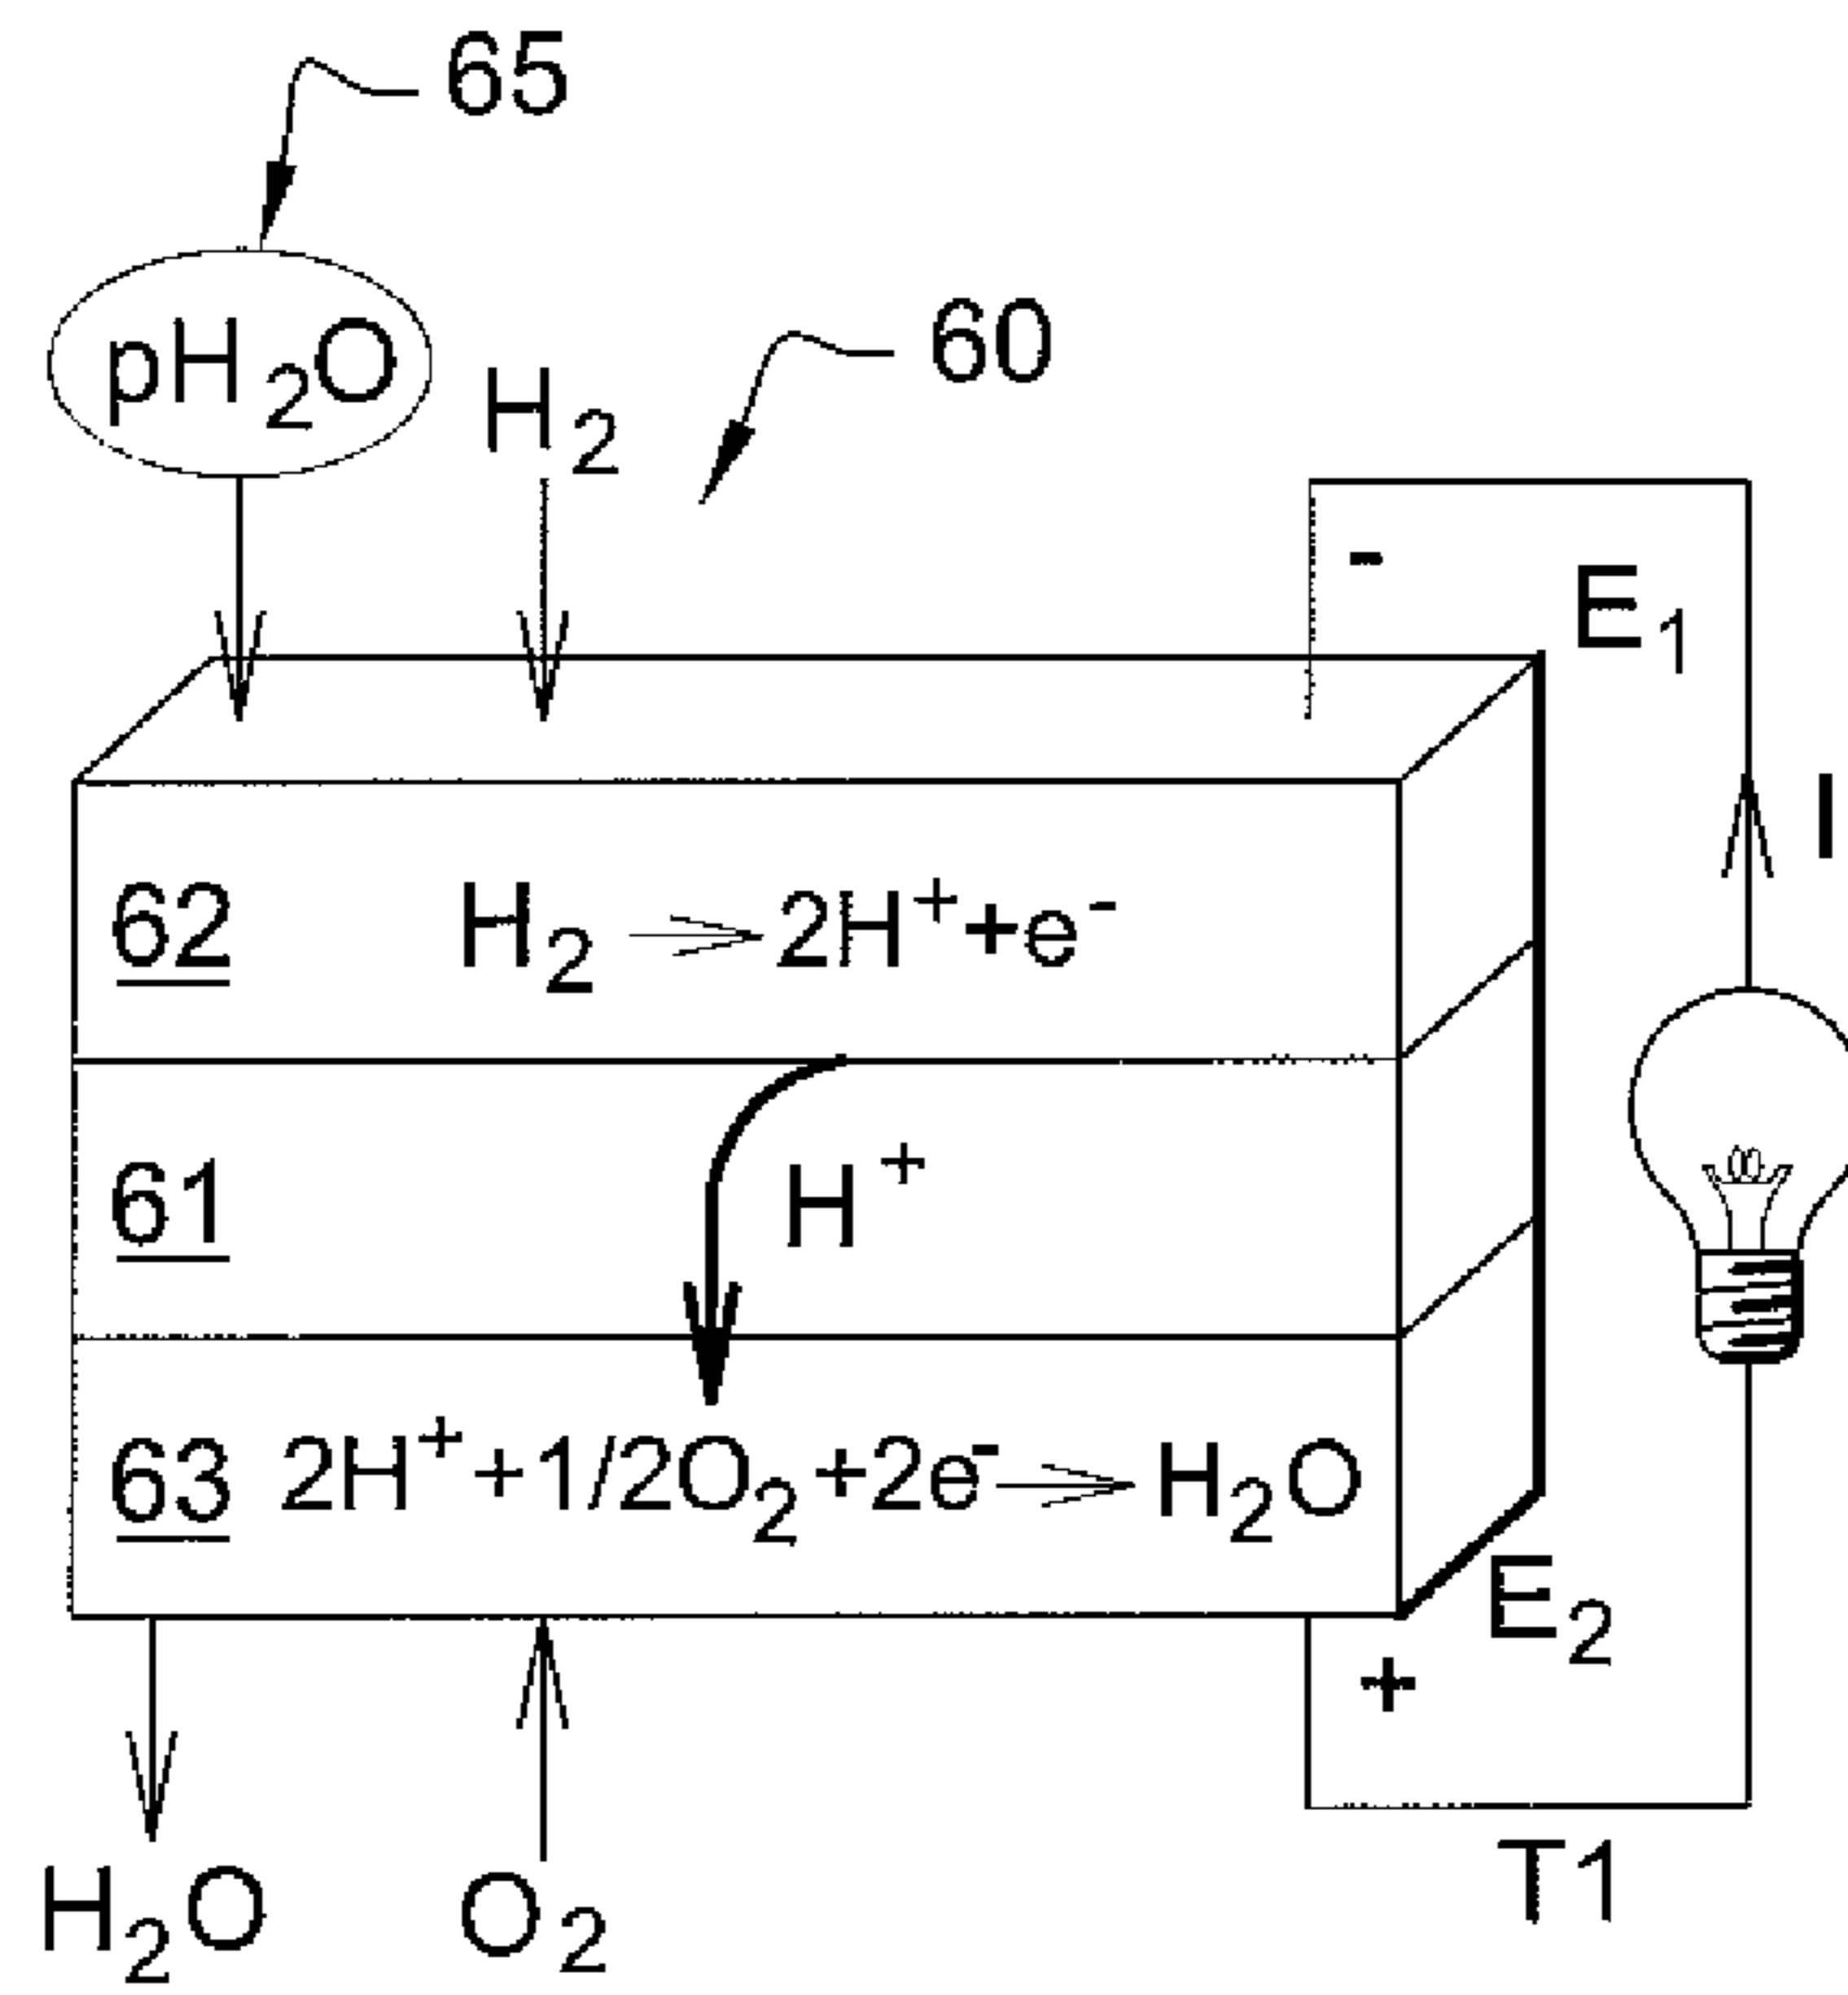 65
60
pH₂O
H₂
-
E₁
I
62 H₂ → 2H⁺+e⁻
61 H⁺
63 2H⁺+1/2O₂+2e⁻ → H₂O
E₂
+
T1
H₂O O₂